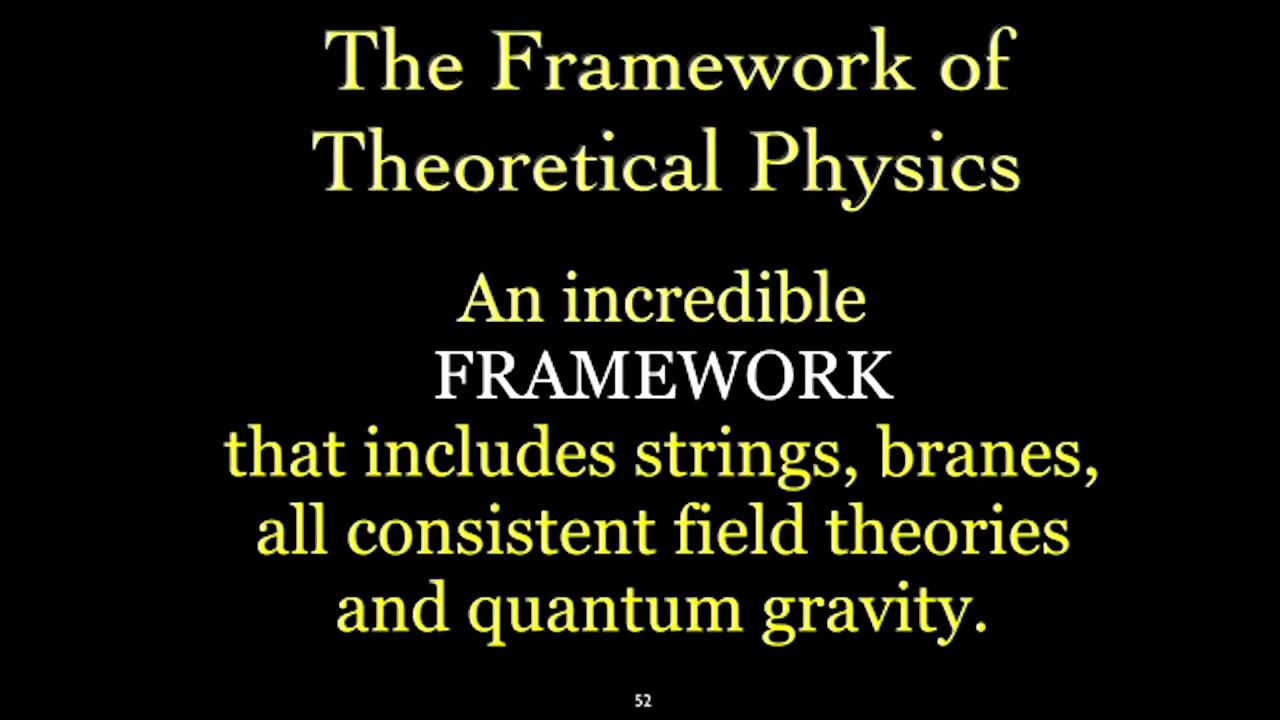 The Framework of
Theoretical Physics
An incredible
FRAMEWORK
that includes strings, branes,
all consistent field theories
and quantum gravity.
52